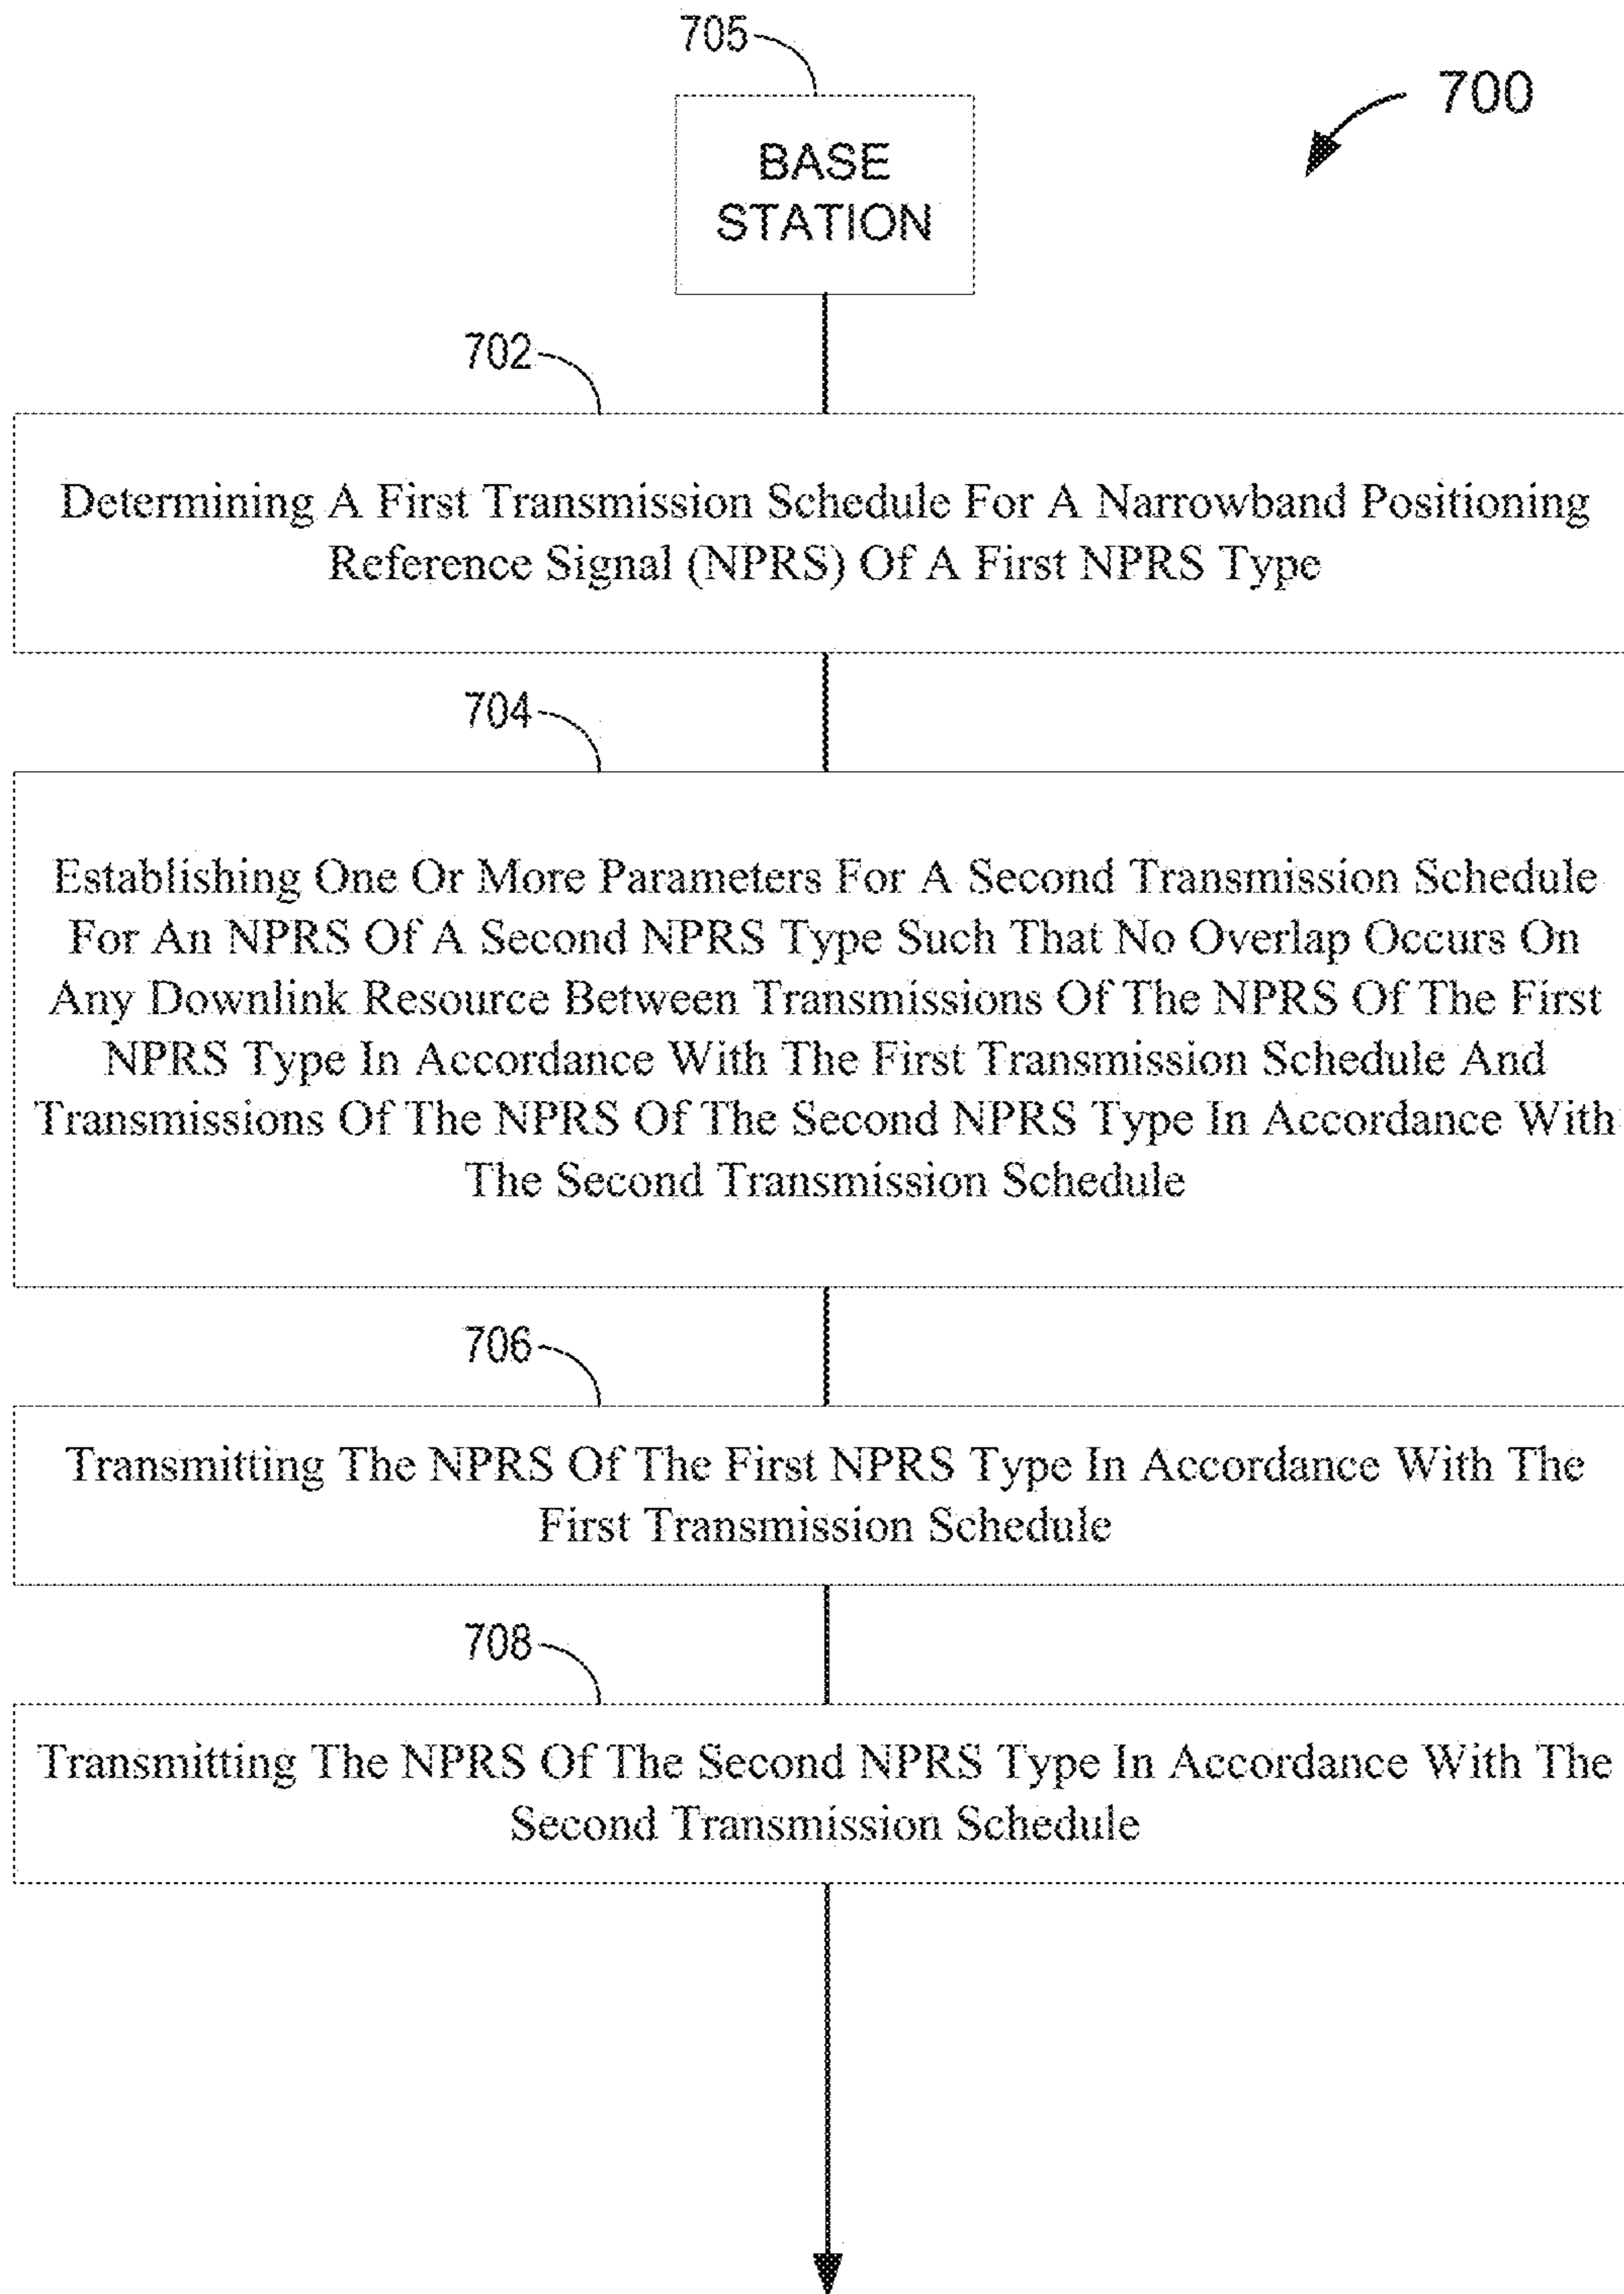 705
700
BASE
STATION
702
Determining A First Transmission Schedule For A Narrowband Positioning
Reference Signal (NPRS) Of A First NPRS Type
704
Establishing One Or More Parameters For A Second Transmission Schedule
For An NPRS Of A Second NPRS Type Such That No Overlap Occurs On
Any Downlink Resource Between Transmissions Of The NPRS Of The First
NPRS Type In Accordance With The First Transmission Schedule And
Transmissions Of The NPRS Of The Second NPRS Type In Accordance With
The Second Transmission Schedule
706
Transmitting The NPRS Of The First NPRS Type In Accordance With The
First Transmission Schedule
708
Transmitting The NPRS Of The Second NPRS Type In Accordance With The
Second Transmission Schedule